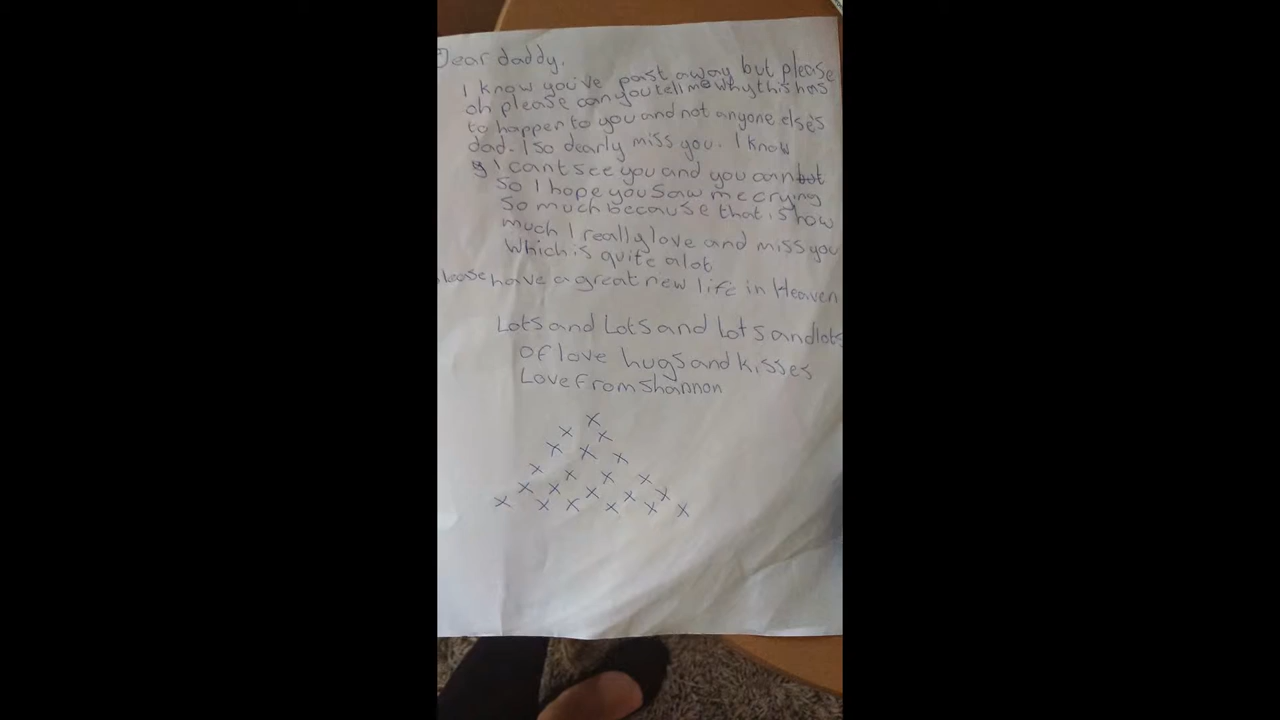 Dear daddy.
I know you've past away but please
oh please can you tell me why this has
to happen to you and not anyone else's
dad. I so dearly miss you. I know
I can't see you and you can but
So I hope you saw me crying
So much because that is how
much I really love and miss you
Which is quite a lot
Please have a great new life in Heaven
Lots and Lots and Lots and lots
of love hugs and kisses
Love from Shannon
x
x x
x x x
x x x x
x x x x x
x x x x x x